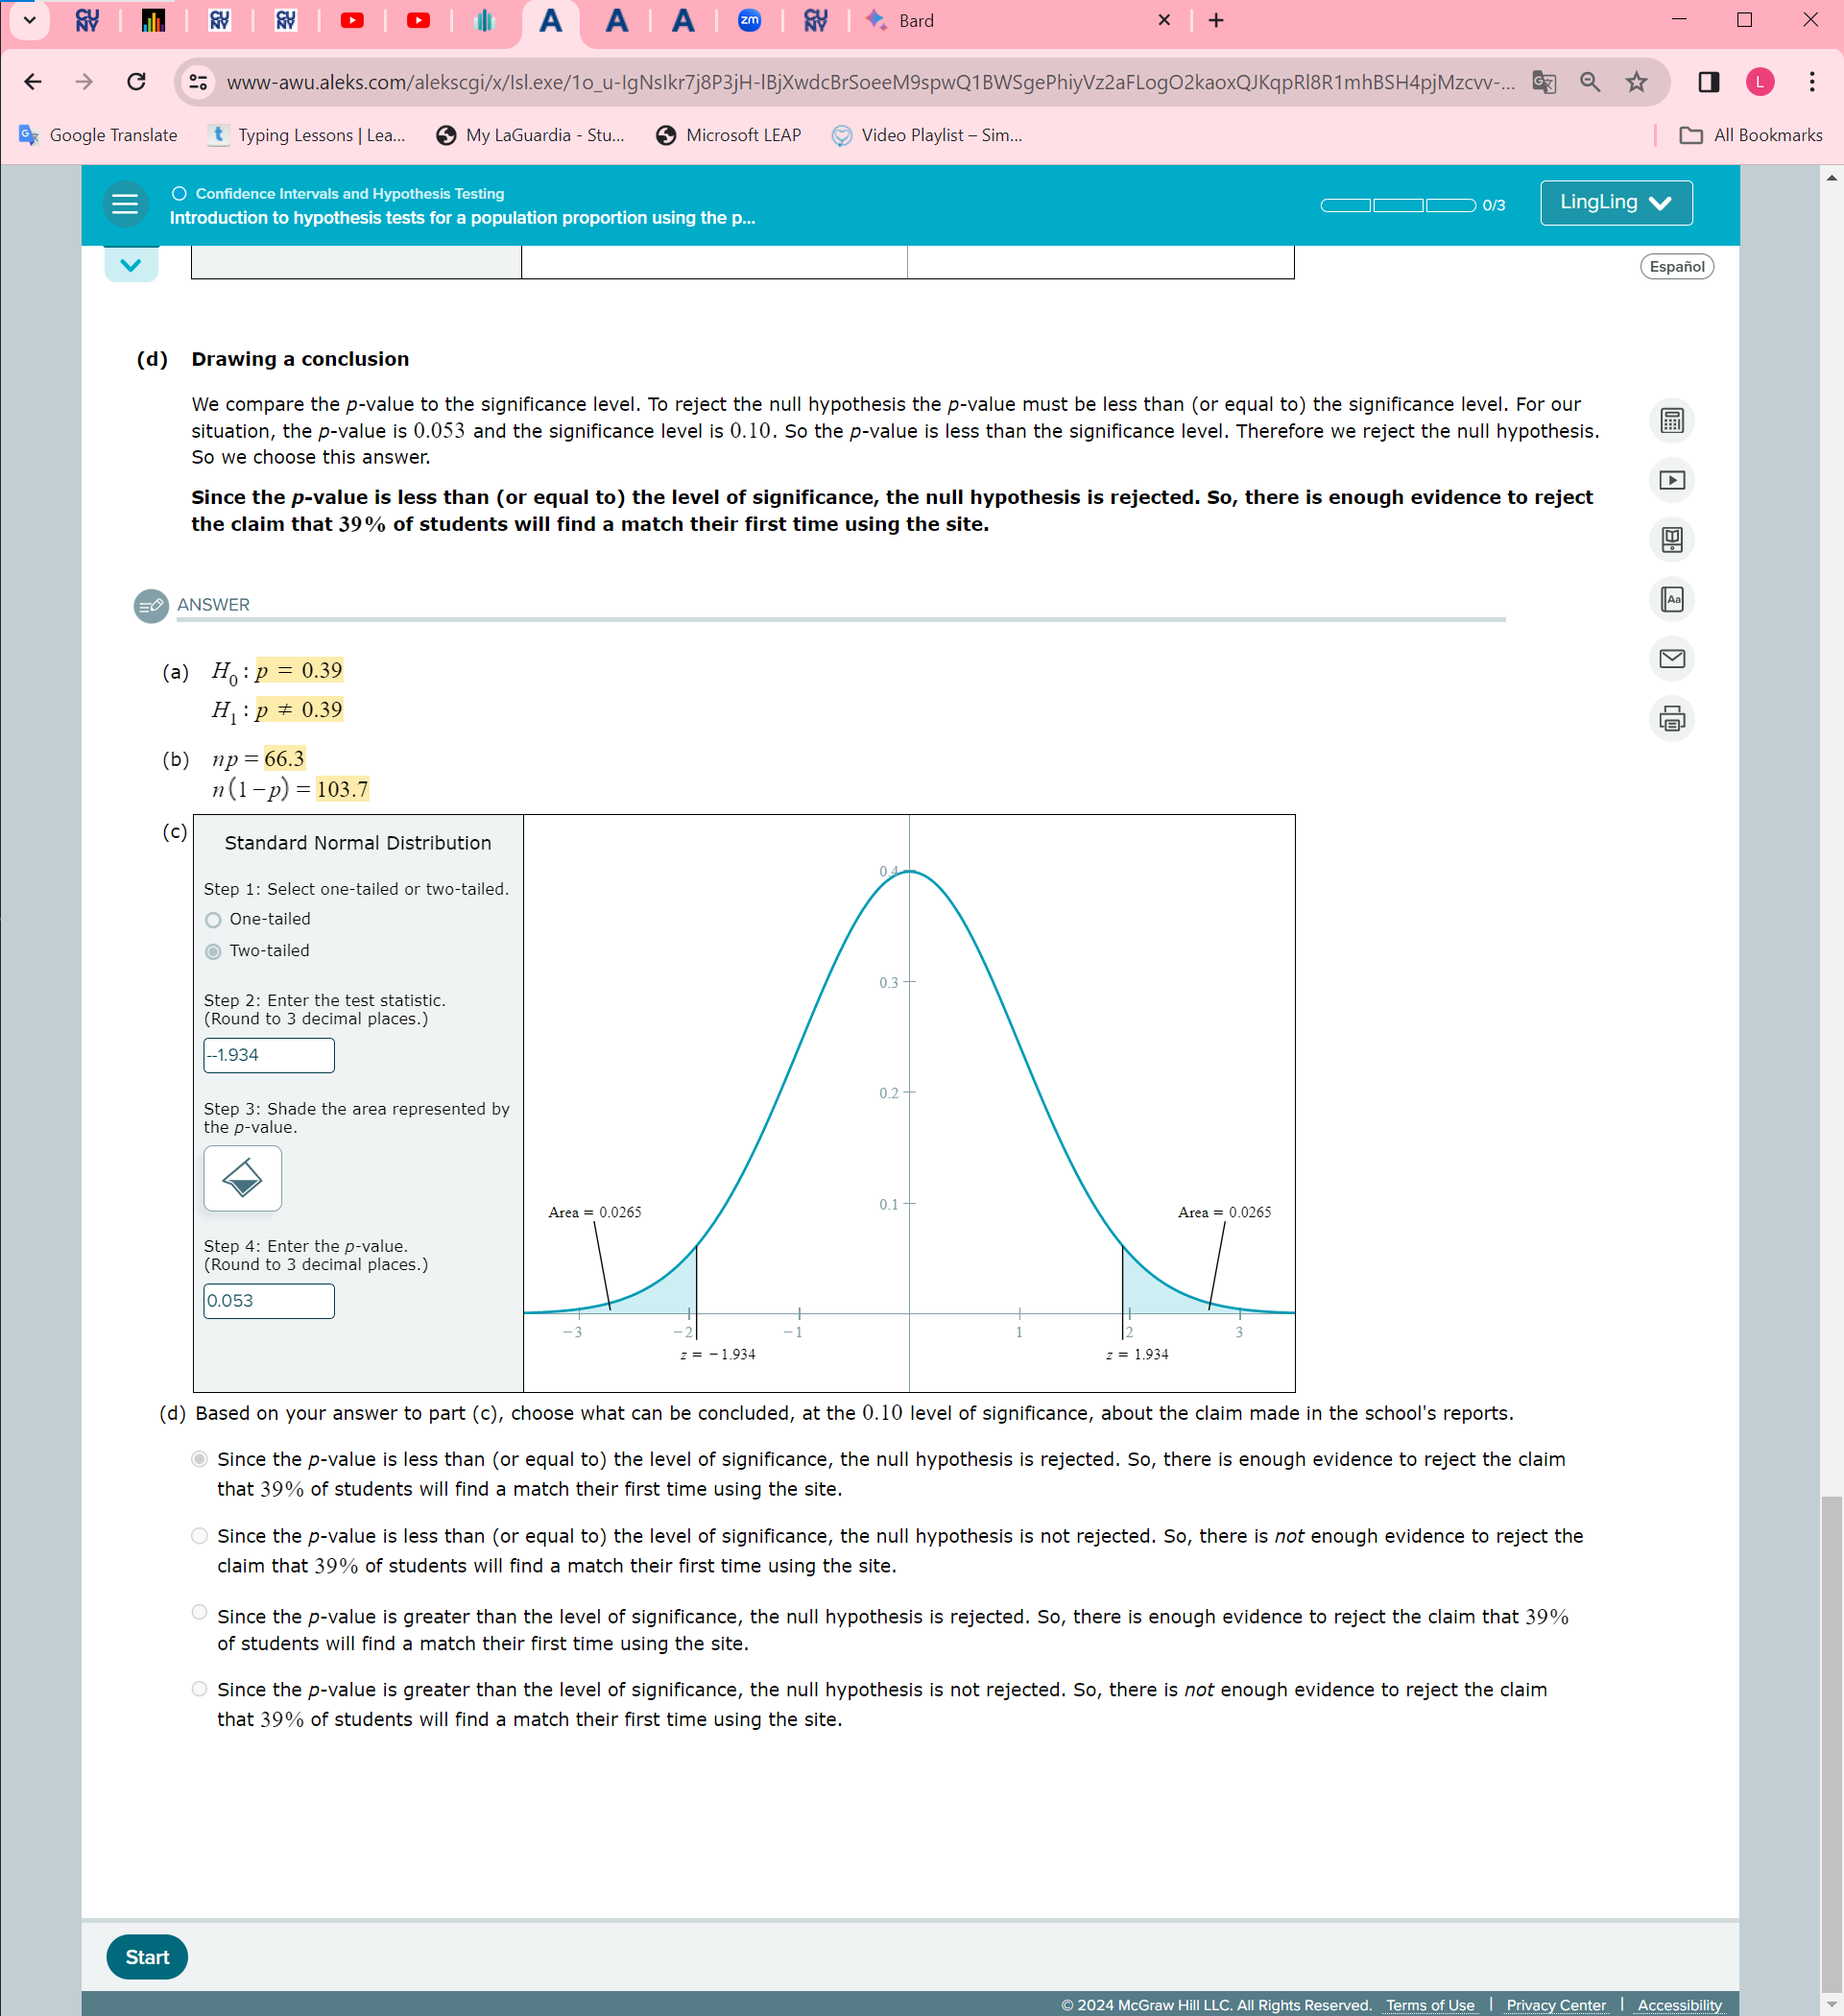 CU
NY
CU
NY
CU
NY
A
A
A
zm
CU
NY
Bard
www-awu.aleks.com/alekscgi/x/Isl.exe/1o_u-IgNsIkr7j8P3jH-IBjXwdcBrSoeeM9spwQ1BWSgePhiyVz2aFLogO2kaoxQJKqpRl8R1mhBSH4pjMzcvv-...
L
Google Translate
t Typing Lessons | Lea...
My LaGuardia - Stu...
Microsoft LEAP
Video Playlist – Sim...
All Bookmarks
Confidence Intervals and Hypothesis Testing
Introduction to hypothesis tests for a population proportion using the p...
0/3
LingLing
Español
(d) Drawing a conclusion
We compare the p-value to the significance level. To reject the null hypothesis the p-value must be less than (or equal to) the significance level. For our
situation, the p-value is 0.053 and the significance level is 0.10. So the p-value is less than the significance level. Therefore we reject the null hypothesis.
So we choose this answer.
Since the p-value is less than (or equal to) the level of significance, the null hypothesis is rejected. So, there is enough evidence to reject
the claim that 39% of students will find a match their first time using the site.
Aa
ANSWER
(a) H0 : p = 0.39
H1 : p ≠ 0.39
(b) np = 66.3
n(1−p) = 103.7
(c)
Standard Normal Distribution
Step 1: Select one-tailed or two-tailed.
One-tailed
Two-tailed
Step 2: Enter the test statistic.
(Round to 3 decimal places.)
--1.934
Step 3: Shade the area represented by
the p-value.
Step 4: Enter the p-value.
(Round to 3 decimal places.)
0.053
0.4
0.3
0.2
0.1
Area = 0.0265
Area = 0.0265
−3
−2
−1
1
2
3
z = −1.934
z = 1.934
(d) Based on your answer to part (c), choose what can be concluded, at the 0.10 level of significance, about the claim made in the school's reports.
Since the p-value is less than (or equal to) the level of significance, the null hypothesis is rejected. So, there is enough evidence to reject the claim
that 39% of students will find a match their first time using the site.
Since the p-value is less than (or equal to) the level of significance, the null hypothesis is not rejected. So, there is not enough evidence to reject the
claim that 39% of students will find a match their first time using the site.
Since the p-value is greater than the level of significance, the null hypothesis is rejected. So, there is enough evidence to reject the claim that 39%
of students will find a match their first time using the site.
Since the p-value is greater than the level of significance, the null hypothesis is not rejected. So, there is not enough evidence to reject the claim
that 39% of students will find a match their first time using the site.
Start
© 2024 McGraw Hill LLC. All Rights Reserved. Terms of Use | Privacy Center | Accessibility